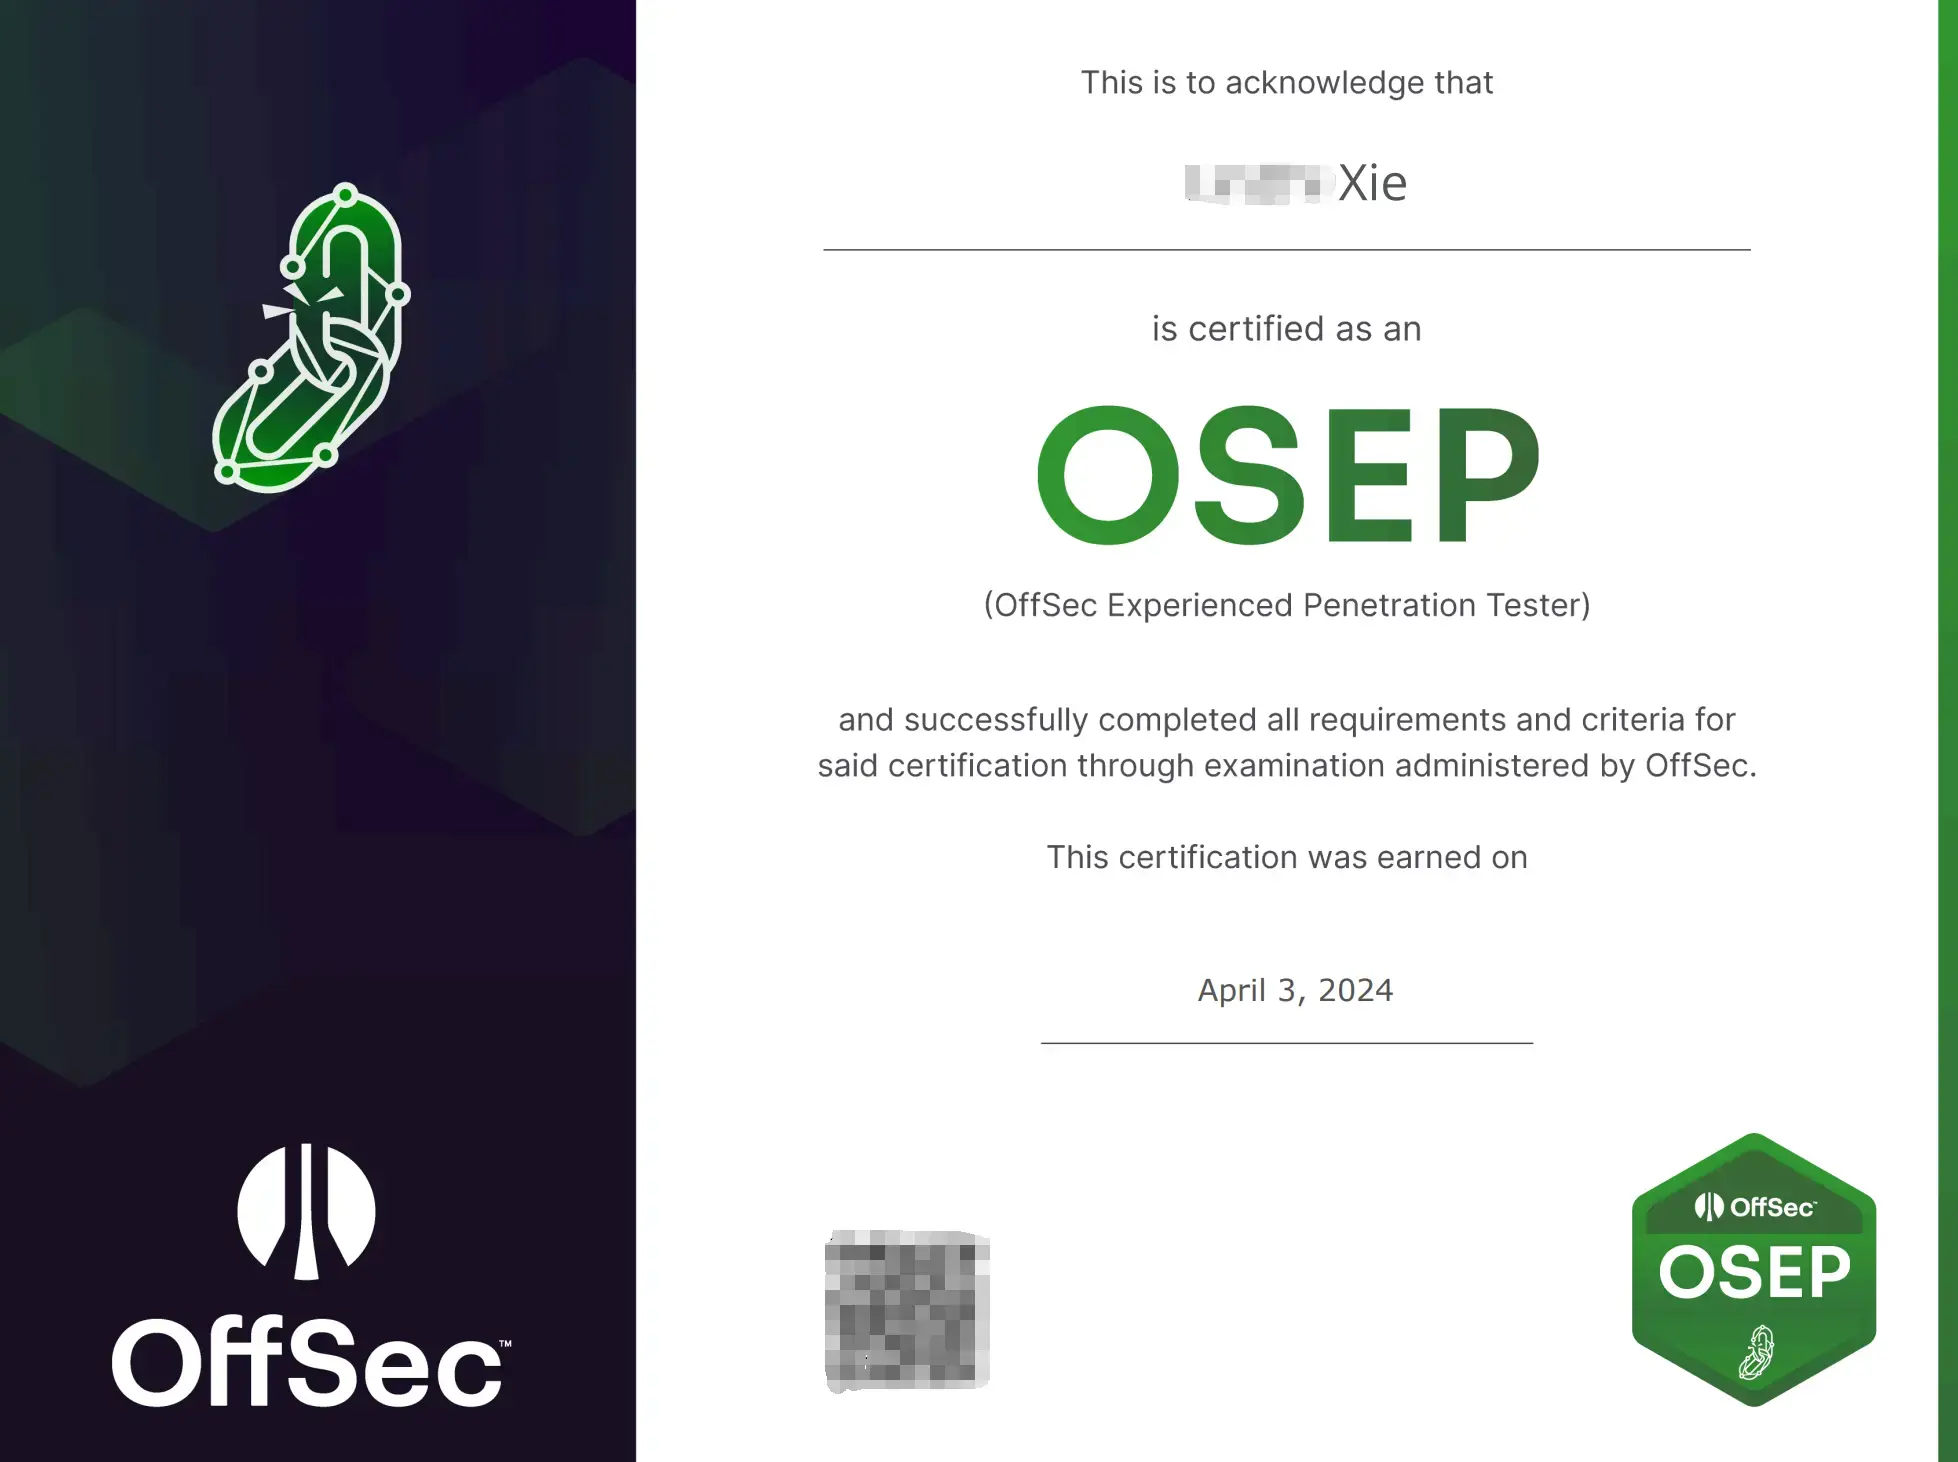 This is to acknowledge that
Xie
is certified as an
OSEP
(OffSec Experienced Penetration Tester)
and successfully completed all requirements and criteria for
said certification through examination administered by OffSec.
This certification was earned on
April 3, 2024
OffSec™
OffSec™
OSEP